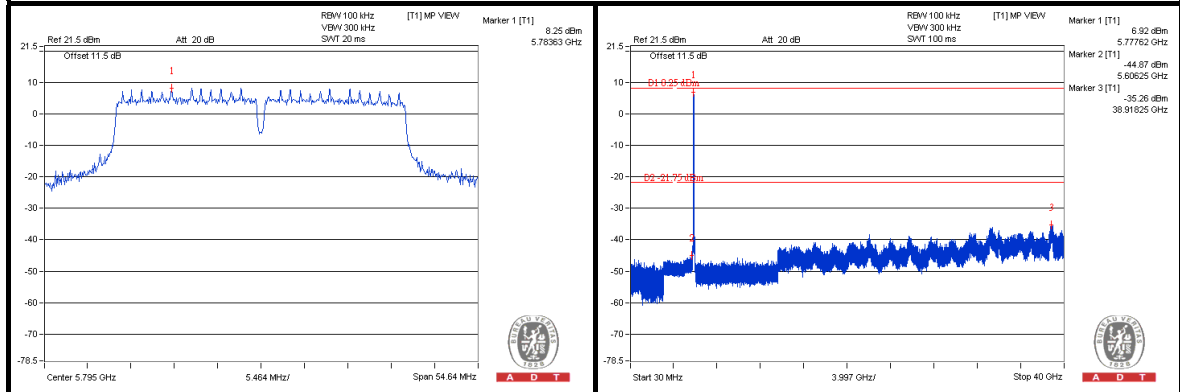 RBW 100 kHz [T1] MP VIEW
VBW 300 kHz
Ref 21.5 dBm Att 20 dB SWT 20 ms
Marker 1 [T1]
8.25 dBm
5.78363 GHz
21.5
Offset 11.5 dB
1
10
0
-10
-20
-30
-40
-50
-60
-70
-78.5
Center 5.795 GHz 5.464 MHz/ Span 54.64 MHz
BUREAU VERITAS
1828
A D T
RBW 100 kHz [T1] MP VIEW
VBW 300 kHz
Ref 21.5 dBm Att 20 dB SWT 100 ms
Marker 1 [T1]
6.92 dBm
5.77762 GHz
Marker 2 [T1]
-44.87 dBm
5.60625 GHz
Marker 3 [T1]
-35.26 dBm
38.91825 GHz
21.5
Offset 11.5 dB
1
D1 8.25 dBm
10
0
-10
D2 -21.75 dBm
-20
-30
3
2
-40
-50
-60
-70
-78.5
Start 30 MHz 3.997 GHz/ Stop 40 GHz
BUREAU VERITAS
1828
A D T